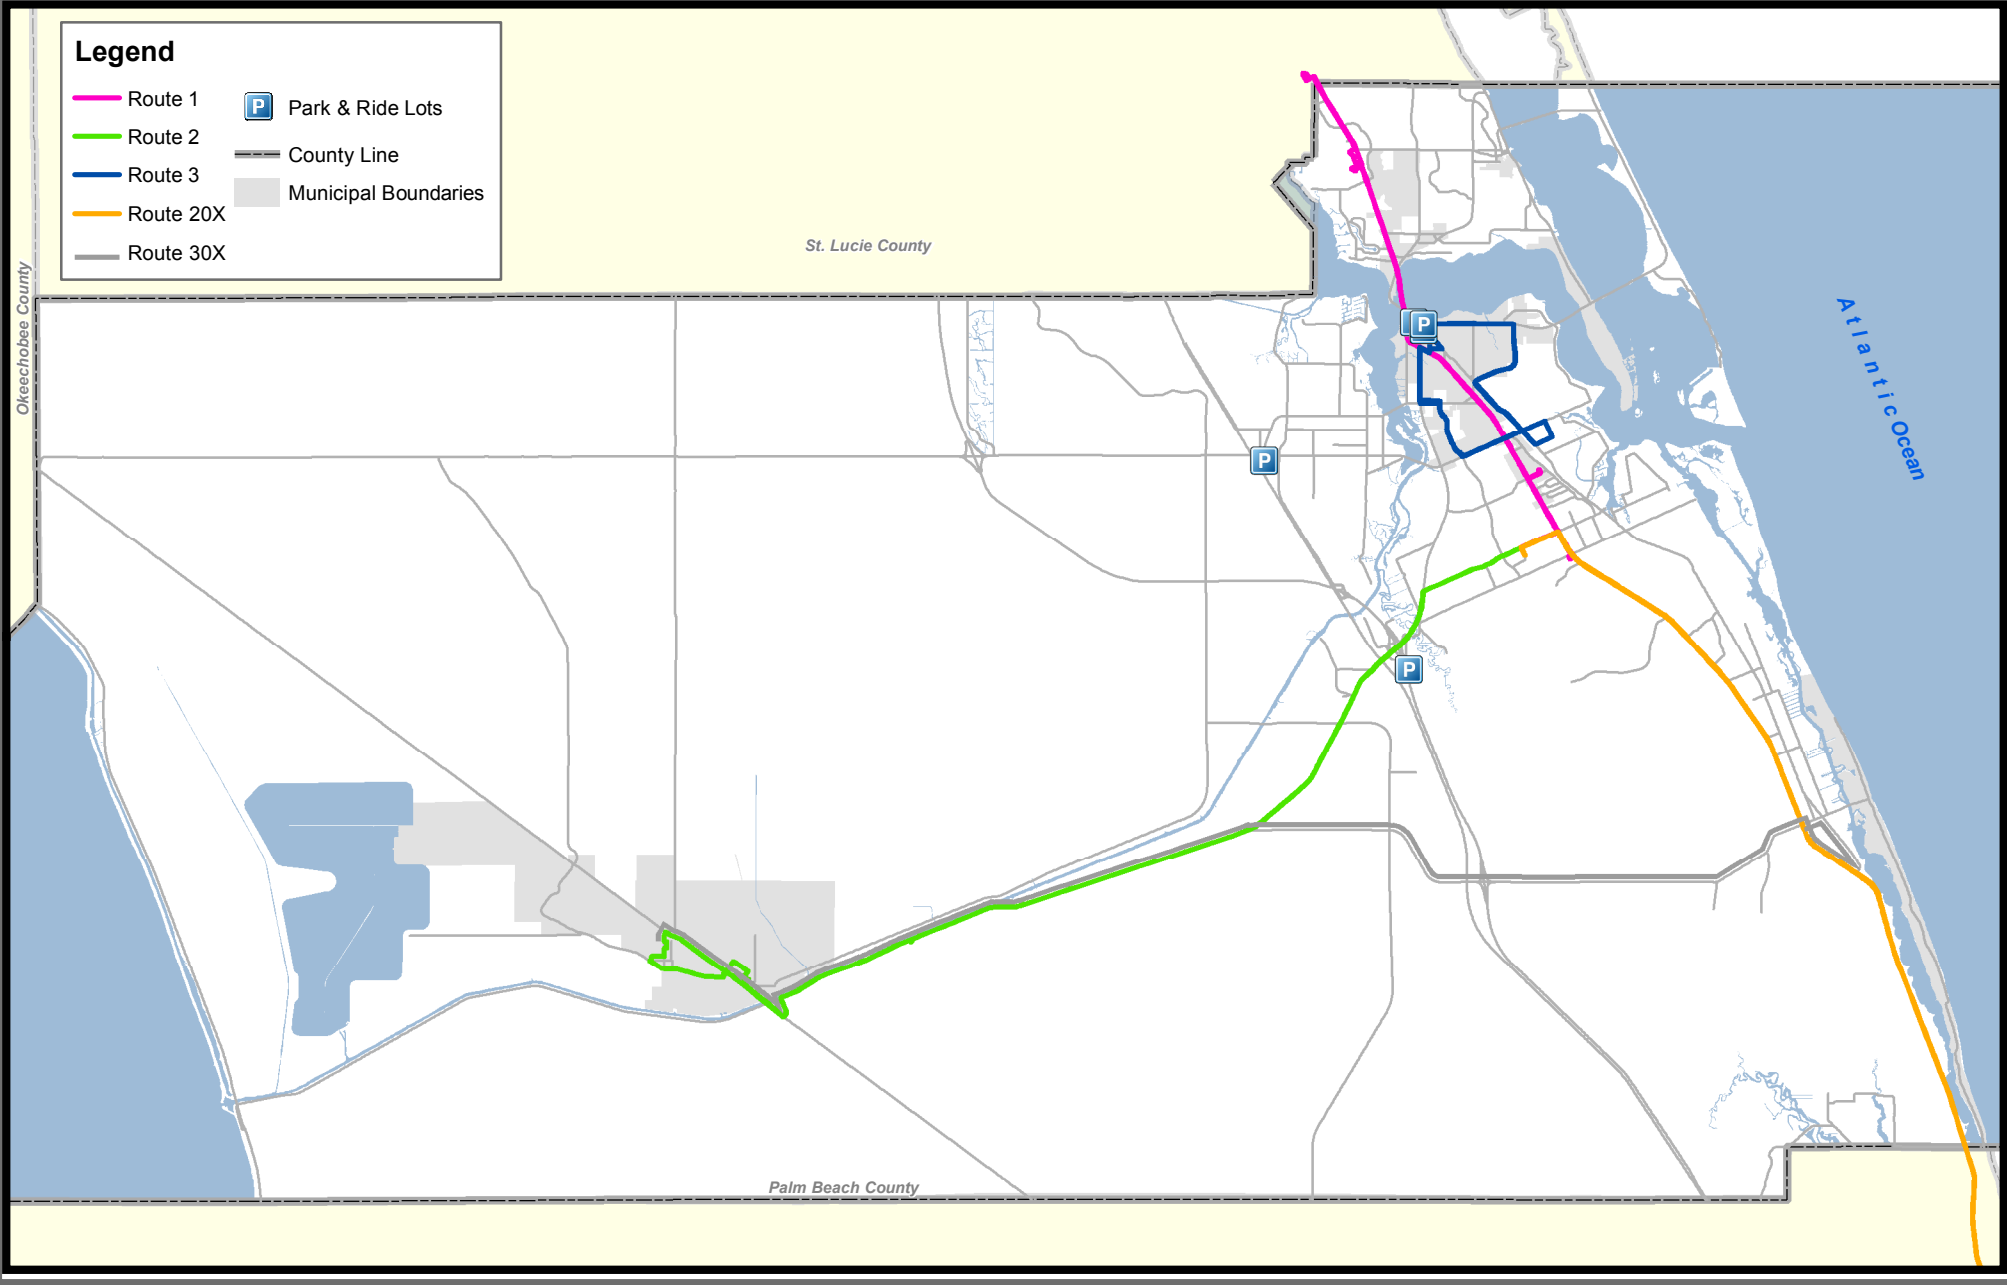 Legend
Route 1
Route 2
Route 3
Route 20X
Route 30X
P Park & Ride Lots
County Line
Municipal Boundaries
St. Lucie County
Okeechobee County
Atlantic Ocean
P
P
P
Palm Beach County